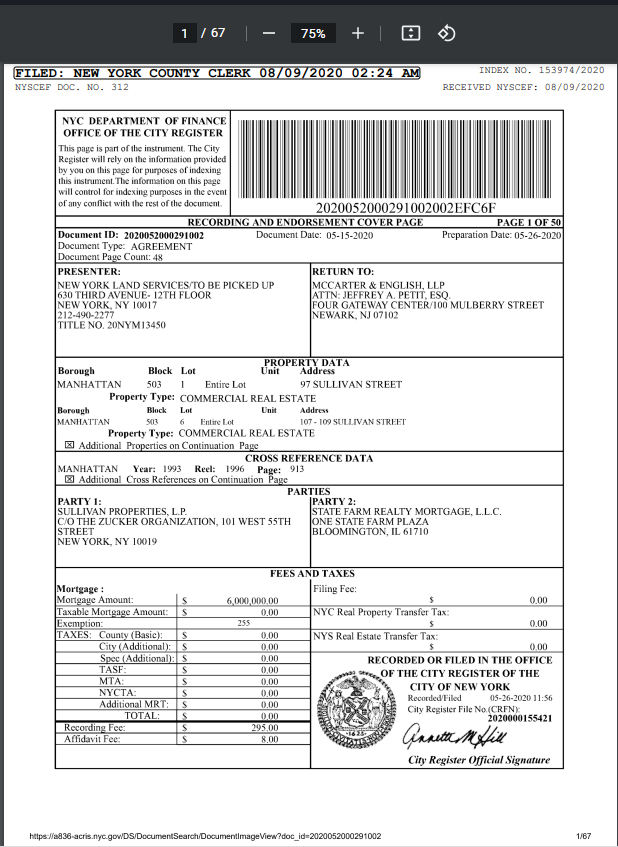 1 / 67 75%
FILED: NEW YORK COUNTY CLERK 08/09/2020 02:24 AM
INDEX NO. 153974/2020
NYSCEF DOC. NO. 312
RECEIVED NYSCEF: 08/09/2020
NYC DEPARTMENT OF FINANCE
OFFICE OF THE CITY REGISTER
This page is part of the instrument. The City
Register will rely on the information provided
by you on this page for purposes of indexing
this instrument.The information on this page
will control for indexing purposes in the event
of any conflict with the rest of the document.
2020052000291002002EFC6F
RECORDING AND ENDORSEMENT COVER PAGE PAGE 1 OF 50
Document ID: 2020052000291002 Document Date: 05-15-2020 Preparation Date: 05-26-2020
Document Type: AGREEMENT
Document Page Count: 48
PRESENTER:
NEW YORK LAND SERVICES/TO BE PICKED UP
630 THIRD AVENUE- 12TH FLOOR
NEW YORK, NY 10017
212-490-2277
TITLE NO. 20NYM13450
RETURN TO:
MCCARTER & ENGLISH, LLP
ATTN: JEFFREY A. PETIT, ESQ.
FOUR GATEWAY CENTER/100 MULBERRY STREET
NEWARK, NJ 07102
PROPERTY DATA
Borough Block Lot Unit Address
MANHATTAN 503 1 Entire Lot 97 SULLIVAN STREET
Property Type: COMMERCIAL REAL ESTATE
Borough Block Lot Unit Address
MANHATTAN 503 6 Entire Lot 107 - 109 SULLIVAN STREET
Property Type: COMMERCIAL REAL ESTATE
☒ Additional Properties on Continuation Page
CROSS REFERENCE DATA
MANHATTAN Year: 1993 Reel: 1996 Page: 913
☒ Additional Cross References on Continuation Page
PARTIES
PARTY 1:
SULLIVAN PROPERTIES, L.P.
C/O THE ZUCKER ORGANIZATION, 101 WEST 55TH
STREET
NEW YORK, NY 10019
PARTY 2:
STATE FARM REALTY MORTGAGE, L.L.C.
ONE STATE FARM PLAZA
BLOOMINGTON, IL 61710
FEES AND TAXES
Mortgage :
Mortgage Amount: $ 6,000,000.00
Taxable Mortgage Amount: $ 0.00
Exemption: 255
TAXES: County (Basic): $ 0.00
City (Additional): $ 0.00
Spec (Additional): $ 0.00
TASF: $ 0.00
MTA: $ 0.00
NYCTA: $ 0.00
Additional MRT: $ 0.00
TOTAL: $ 0.00
Recording Fee: $ 295.00
Affidavit Fee: $ 8.00
Filing Fee:
$ 0.00
NYC Real Property Transfer Tax:
$ 0.00
NYS Real Estate Transfer Tax:
$ 0.00
RECORDED OR FILED IN THE OFFICE
OF THE CITY REGISTER OF THE
CITY OF NEW YORK
Recorded/Filed 05-26-2020 11:56
City Register File No.(CRFN):
2020000155421
Annette M Hill
City Register Official Signature
1625
https://a836-acris.nyc.gov/DS/DocumentSearch/DocumentImageView?doc_id=2020052000291002 1/67